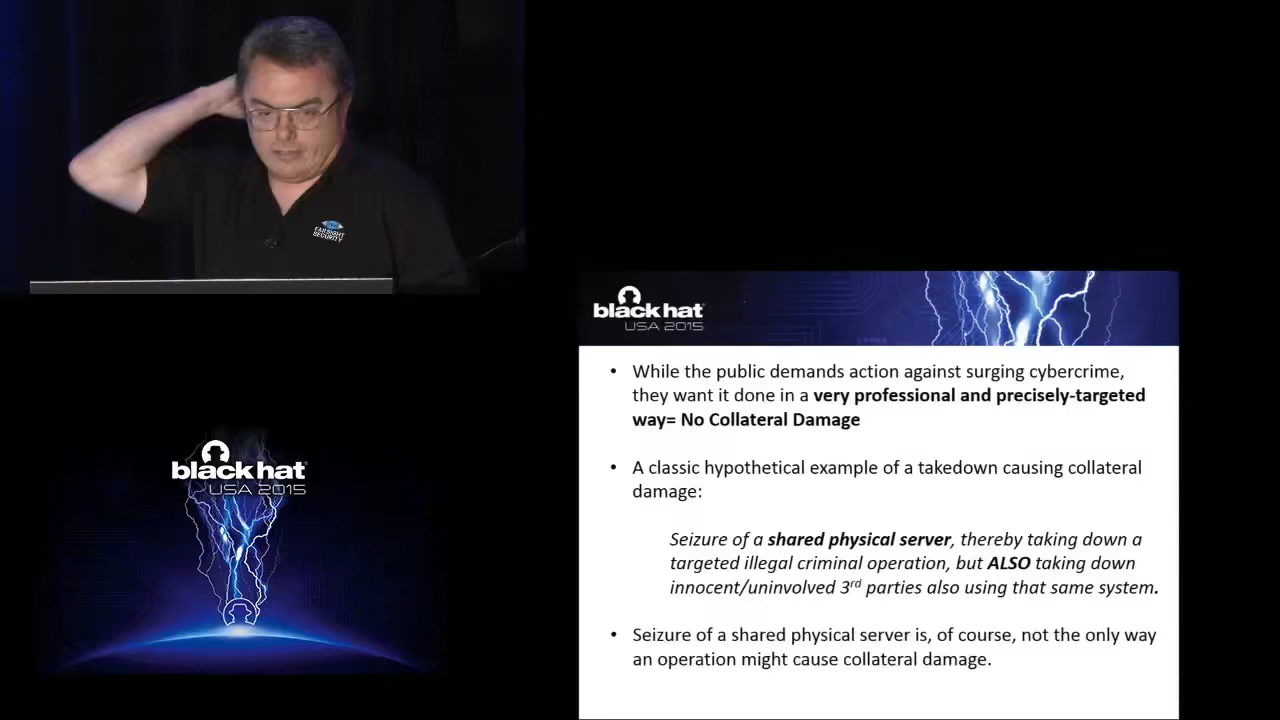 FARSIGHT
SECURITY
black hat
USA 2015
• While the public demands action against surging cybercrime,
they want it done in a very professional and precisely-targeted
way= No Collateral Damage
• A classic hypothetical example of a takedown causing collateral
damage:
Seizure of a shared physical server, thereby taking down a
targeted illegal criminal operation, but ALSO taking down
innocent/uninvolved 3rd parties also using that same system.
• Seizure of a shared physical server is, of course, not the only way
an operation might cause collateral damage.
black hat
USA 2015